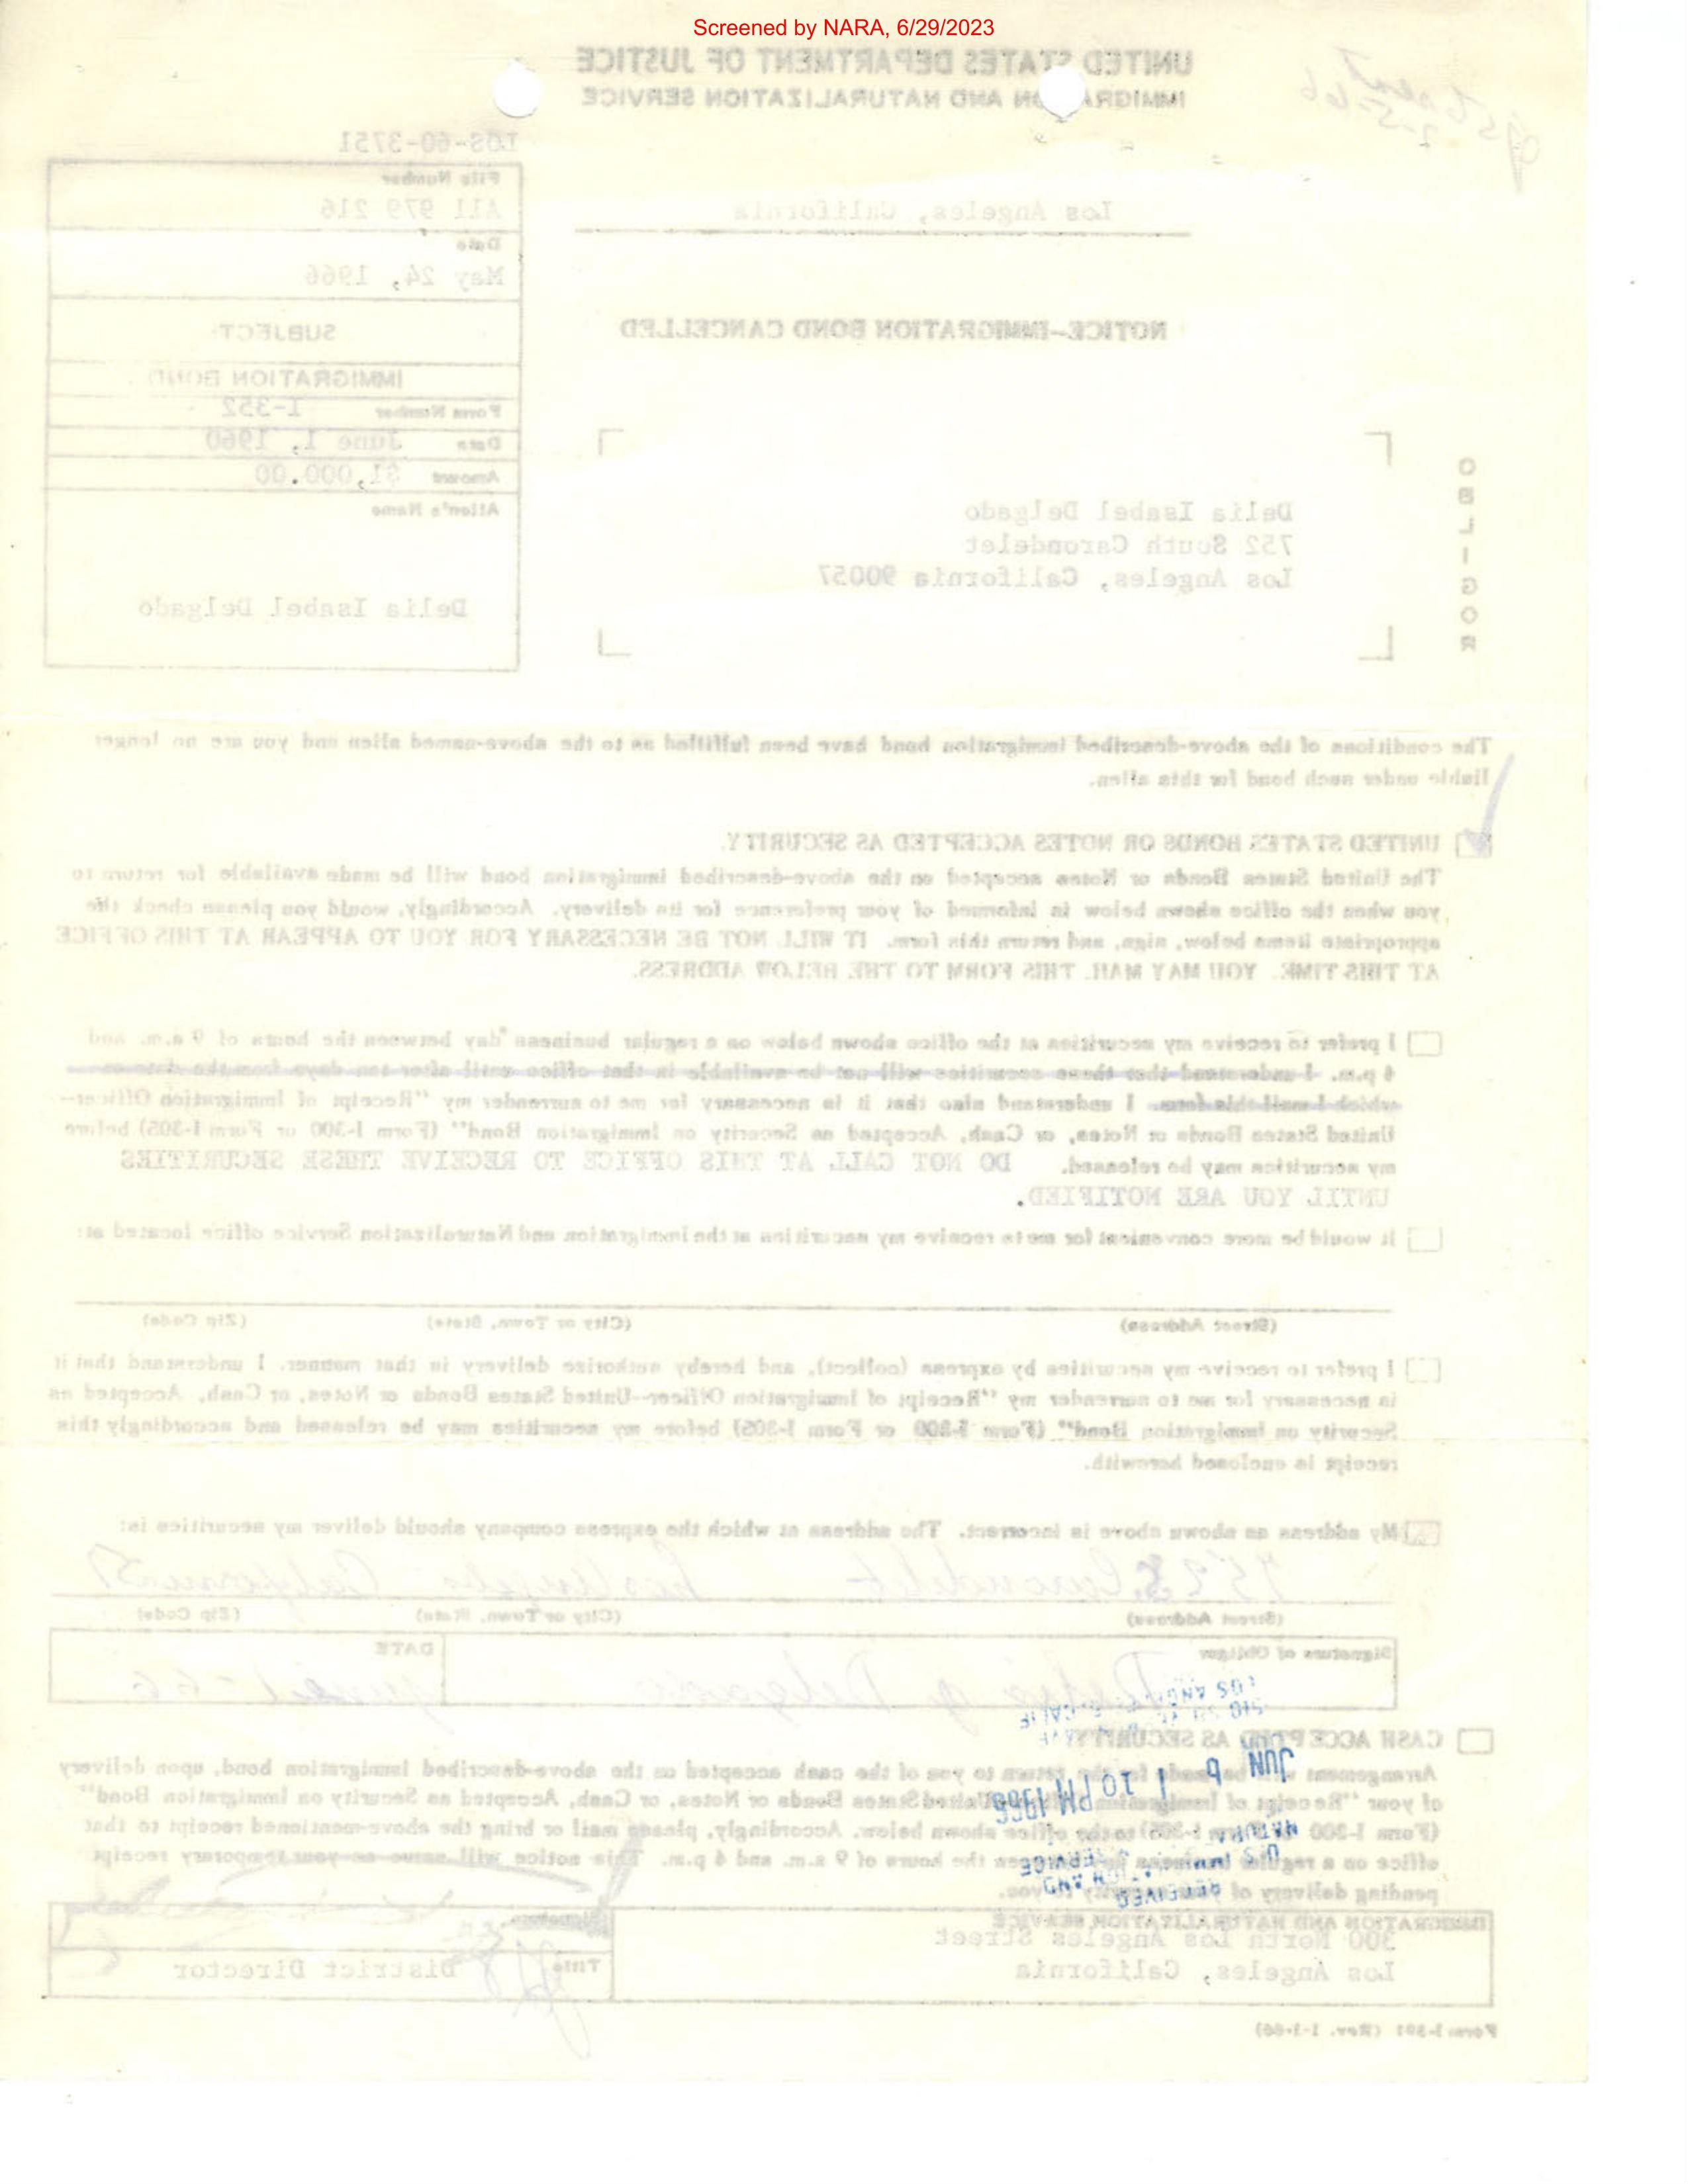 Screened by NARA, 6/29/2023
UNITED STATES DEPARTMENT OF JUSTICE
IMMIGRATION AND NATURALIZATION SERVICE
LOS-60-3751
Los Angeles, California
File Number
A11 979 216
Date
May 24, 1966
NOTICE-IMMIGRATION BOND CANCELLED
SUBJECT
IMMIGRATION BOND
Form Number I-352
Date June 1, 1960
Amount $1,000.00
Alien's Name
Delia Isabel Delgado
OBLIGOR
Delia Isabel Delgado
752 South Carondelet
Los Angeles, California 90057
The conditions of the above-described immigration bond have been fulfilled as to the above-named alien and you are no longer
liable under such bond for this alien.
UNITED STATES BONDS OR NOTES ACCEPTED AS SECURITY.
The United States Bonds or Notes accepted on the above-described immigration bond will be made available for return to
you when the office shown below is informed of your preference for its delivery. Accordingly, would you please check the
appropriate items below, sign, and return this form. IT WILL NOT BE NECESSARY FOR YOU TO APPEAR AT THIS OFFICE
AT THIS TIME. YOU MAY MAIL THIS FORM TO THE BELOW ADDRESS.
I prefer to receive my securities at the office shown below on a regular business day between the hours of 9 a.m. and
4 p.m. I understand that these securities will not be available in that office until after ten days from the date on
which I mail this form. I understand also that it is necessary for me to surrender my "Receipt of Immigration Officer—
United States Bonds or Notes, or Cash, Accepted as Security on Immigration Bond" (Form I-300 or Form I-305) before
my securities may be released. DO NOT CALL AT THIS OFFICE TO RECEIVE THESE SECURITIES
UNTIL YOU ARE NOTIFIED.
It would be more convenient for me to receive my securities at the Immigration and Naturalization Service office located at:
(Street Address) (City or Town, State) (Zip Code)
I prefer to receive my securities by express (collect), and hereby authorize delivery in that manner. I understand that it
is necessary for me to surrender my "Receipt of Immigration Officer—United States Bonds or Notes, or Cash, Accepted as
Security on Immigration Bond" (Form I-300 or Form I-305) before my securities may be released and accordingly this
receipt is enclosed herewith.
My address as shown above is incorrect. The address at which the express company should deliver my securities is:
752 S. Carondelet Los Angeles California 57
(Street Address) (City or Town, State) (Zip Code)
Signature of Obligor
DATE
Delgado June 1-66
CASH ACCEPTED AS SECURITY
Arrangement will be made for the return to you of the cash accepted on the above-described immigration bond, upon delivery
of your "Receipt of Immigration Officer—United States Bonds or Notes, or Cash, Accepted as Security on Immigration Bond"
(Form I-300 or Form I-305) to the office shown below. Accordingly, please mail or bring the above-mentioned receipt to that
office on a regular business day between the hours of 9 a.m. and 4 p.m. This notice will serve as your temporary receipt
pending delivery of your security to you.
JUN 6 1 10 PM 1966
RECEIVED
IMMIGRATION AND NATURALIZATION SERVICE
300 North Los Angeles Street
Los Angeles, California
Signature
Title District Director
Form I-391 (Rev. 1-1-66)